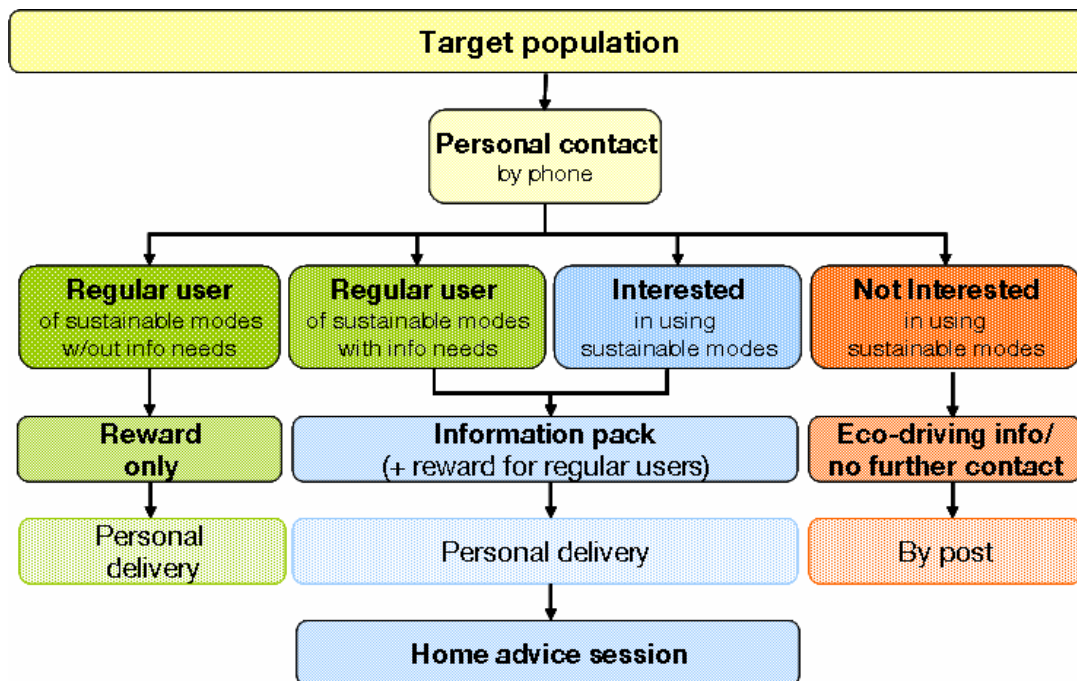 Target population
Personal contact
by phone
Regular user
of sustainable modes
w/out info needs
Regular user
of sustainable modes
with info needs
Interested
in using
sustainable modes
Not Interested
in using
sustainable modes
Reward
only
Information pack
(+ reward for regular users)
Eco-driving info/
no further contact
Personal
delivery
Personal delivery
By post
Home advice session